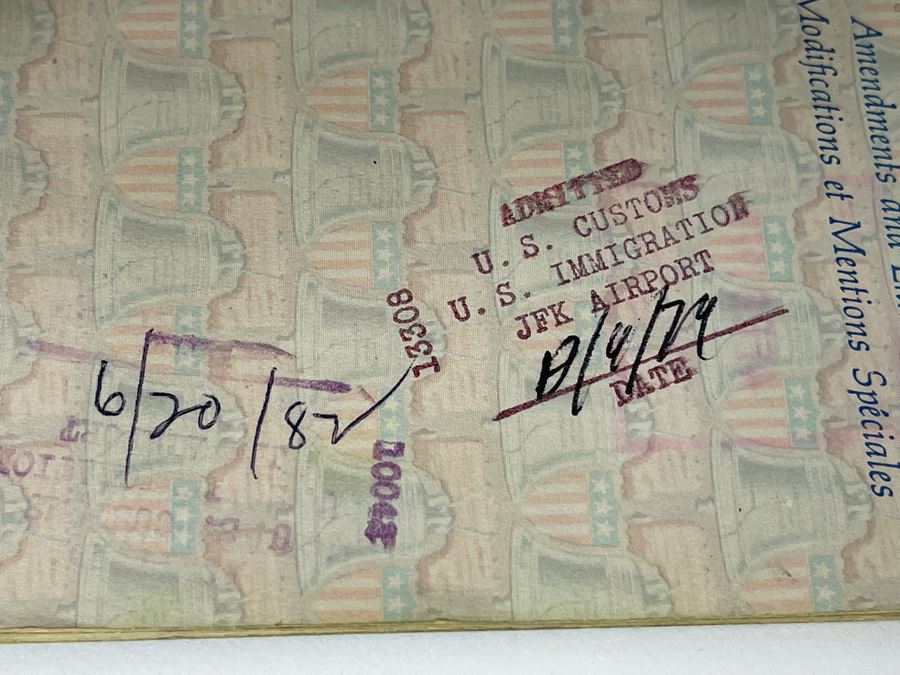 Amendments and
Modifications et Mentions Spéciales
ADMITTED
U. S. CUSTOMS
U. S. IMMIGRATION
JFK AIRPORT
DATE
13308
6/20/82